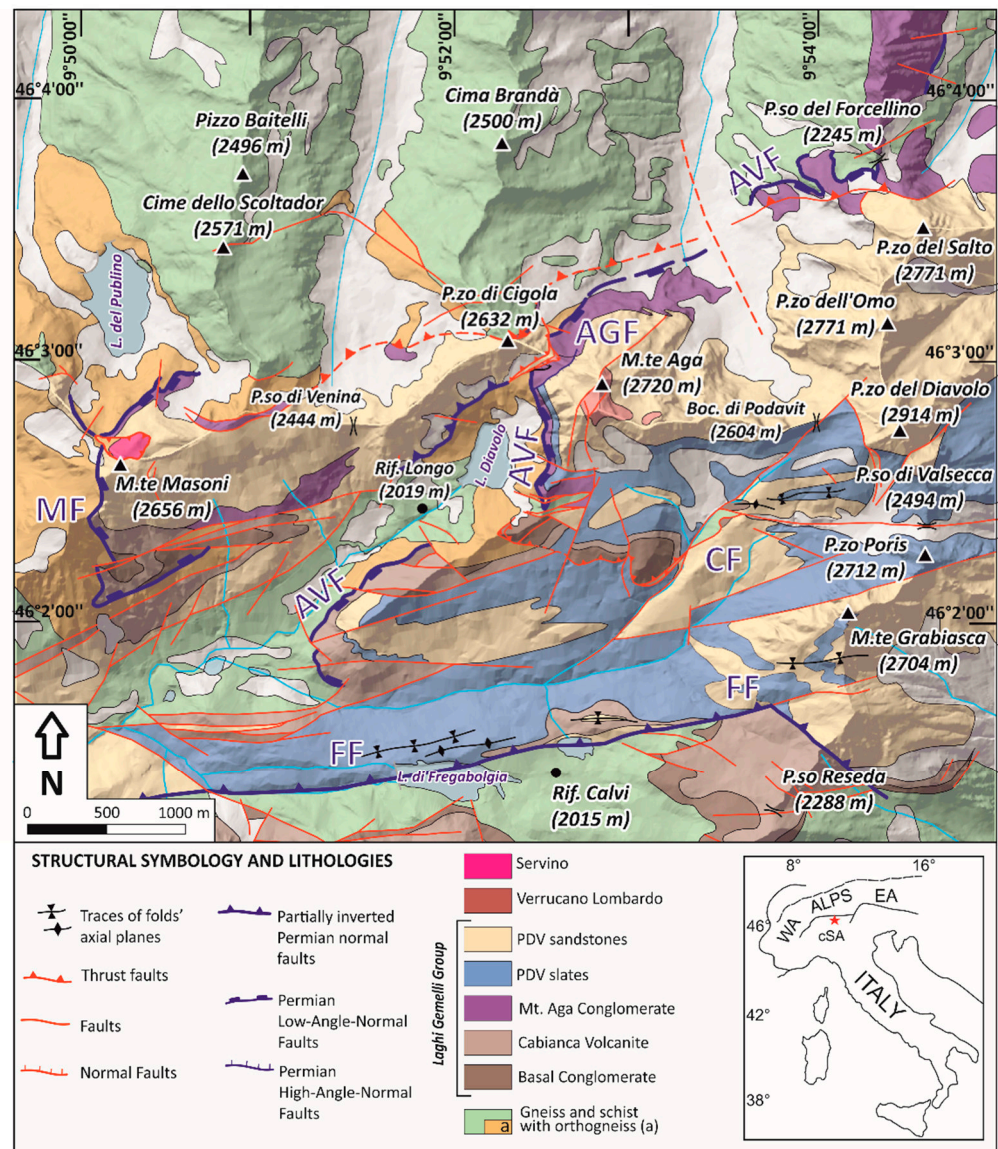 9°50'00"
9°52'00"
9°54'00"
46°4'00"
46°4'00"
Cima Brandà
(2500 m)
P.so del Forcellino
(2245 m)
Pizzo Baitelli
(2496 m)
AVF
Cime dello Scoltador
(2571 m)
P.zo del Salto
(2771 m)
L. del Publino
P.zo di Cigola
(2632 m)
P.zo dell'Omo
(2771 m)
AGF
46°3'00"
46°3'00"
M.te Aga
(2720 m)
P.so di Venina
(2444 m)
P.zo del Diavolo
(2914 m)
Boc. di Podavit
(2604 m)
L. Diavolo
AVF
Rif. Longo
(2019 m)
M.te Masoni
(2656 m)
P.so di Valsecca
(2494 m)
MF
CF
P.zo Poris
(2712 m)
AVF
46°2'00"
46°2'00"
M.te Grabiasca
(2704 m)
FF
FF
L. di Fregabolgia
N
Rif. Calvi
(2015 m)
P.so Reseda
(2288 m)
0 500 1000 m
STRUCTURAL SYMBOLOGY AND LITHOLOGIES
Traces of folds'
axial planes
Thrust faults
Faults
Normal Faults
Partially inverted
Permian normal
faults
Permian
Low-Angle-Normal
Faults
Permian
High-Angle-Normal
Faults
Laghi Gemelli Group
Servino
Verrucano Lombardo
PDV sandstones
PDV slates
Mt. Aga Conglomerate
Cabianca Volcanite
Basal Conglomerate
a
Gneiss and schist
with orthogneiss (a)
8° 16°
ALPS
EA
WA
46°
cSA
ITALY
42°
38°